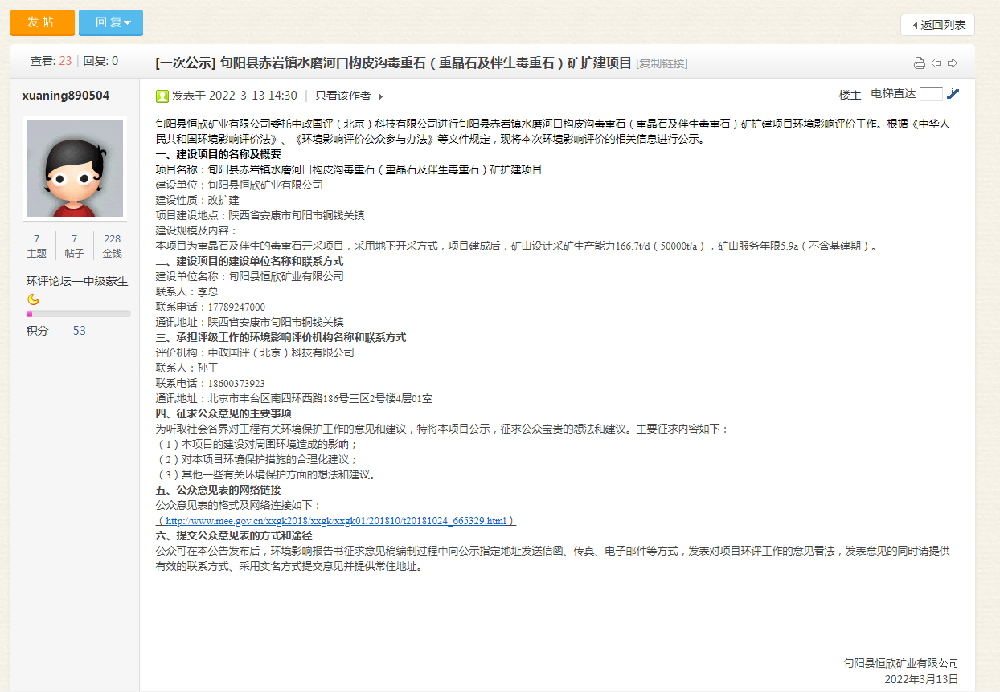 发 帖
回 复
返回列表
查看: 23 | 回复: 0
[一次公示] 旬阳县赤岩镇水磨河口构皮沟毒重石（重晶石及伴生毒重石）矿扩建项目 [复制链接]
xuaning890504
发表于 2022-3-13 14:30 | 只看该作者
楼主 电梯直达
7
主题
7
帖子
228
金钱
环评论坛—中级蒙生
积分 53
旬阳县恒欣矿业有限公司委托中政国评（北京）科技有限公司进行旬阳县赤岩镇水磨河口构皮沟毒重石（重晶石及伴生毒重石）矿扩建项目环境影响评价工作。根据《中华人
民共和国环境影响评价法》、《环境影响评价公众参与办法》等文件规定，现将本次环境影响评价的相关信息进行公示。
一、建设项目的名称及概要
项目名称：旬阳县赤岩镇水磨河口构皮沟毒重石（重晶石及伴生毒重石）矿扩建项目
建设单位：旬阳县恒欣矿业有限公司
建设性质：改扩建
项目建设地点：陕西省安康市旬阳市铜钱关镇
建设规模及内容：
本项目为重晶石及伴生的毒重石开采项目，采用地下开采方式，项目建成后，矿山设计采矿生产能力166.7t/d（50000t/a），矿山服务年限5.9a（不含基建期）。
二、建设项目的建设单位名称和联系方式
建设单位名称：旬阳县恒欣矿业有限公司
联系人：李总
联系电话：17789247000
通讯地址：陕西省安康市旬阳市铜钱关镇
三、承担评级工作的环境影响评价机构名称和联系方式
评价机构：中政国评（北京）科技有限公司
联系人：孙工
联系电话：18600373923
通讯地址：北京市丰台区南四环西路186号三区2号楼4层01室
四、征求公众意见的主要事项
为听取社会各界对工程有关环境保护工作的意见和建议，特将本项目公示，征求公众宝贵的想法和建议。主要征求内容如下：
（1）本项目的建设对周围环境造成的影响；
（2）对本项目环境保护措施的合理化建议；
（3）其他一些有关环境保护方面的想法和建议。
五、公众意见表的网络链接
公众意见表的格式及网络连接如下：
（http://www.mee.gov.cn/xxgk2018/xxgk/xxgk01/201810/t20181024_665329.html）
六、提交公众意见表的方式和途径
公众可在本公告发布后，环境影响报告书征求意见稿编制过程中向公示指定地址发送信函、传真、电子邮件等方式，发表对项目环评工作的意见看法，发表意见的同时请提供
有效的联系方式、采用实名方式提交意见并提供常住地址。
旬阳县恒欣矿业有限公司
2022年3月13日